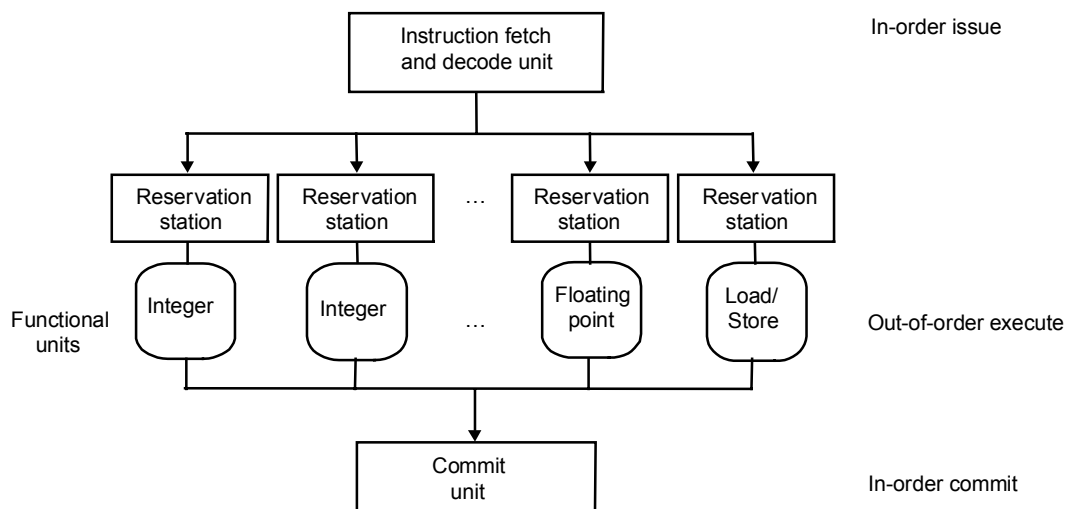 Instruction fetch
and decode unit
In-order issue
Reservation
station
Reservation
station
...
Reservation
station
Reservation
station
Functional
units
Integer
Integer
...
Floating
point
Load/
Store
Out-of-order execute
Commit
unit
In-order commit